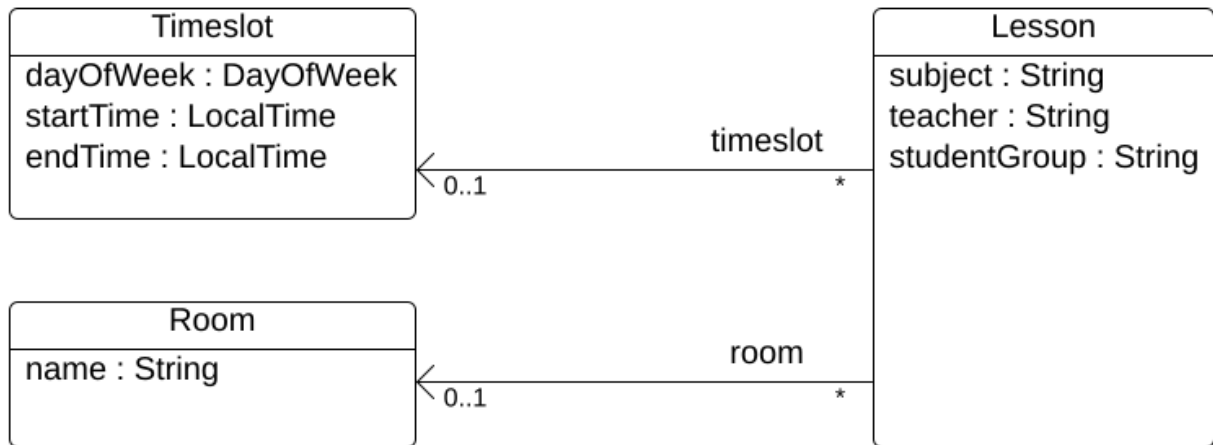 Timeslot
dayOfWeek : DayOfWeek
startTime : LocalTime
endTime : LocalTime
timeslot
0..1
*
Lesson
subject : String
teacher : String
studentGroup : String
Room
name : String
room
0..1
*